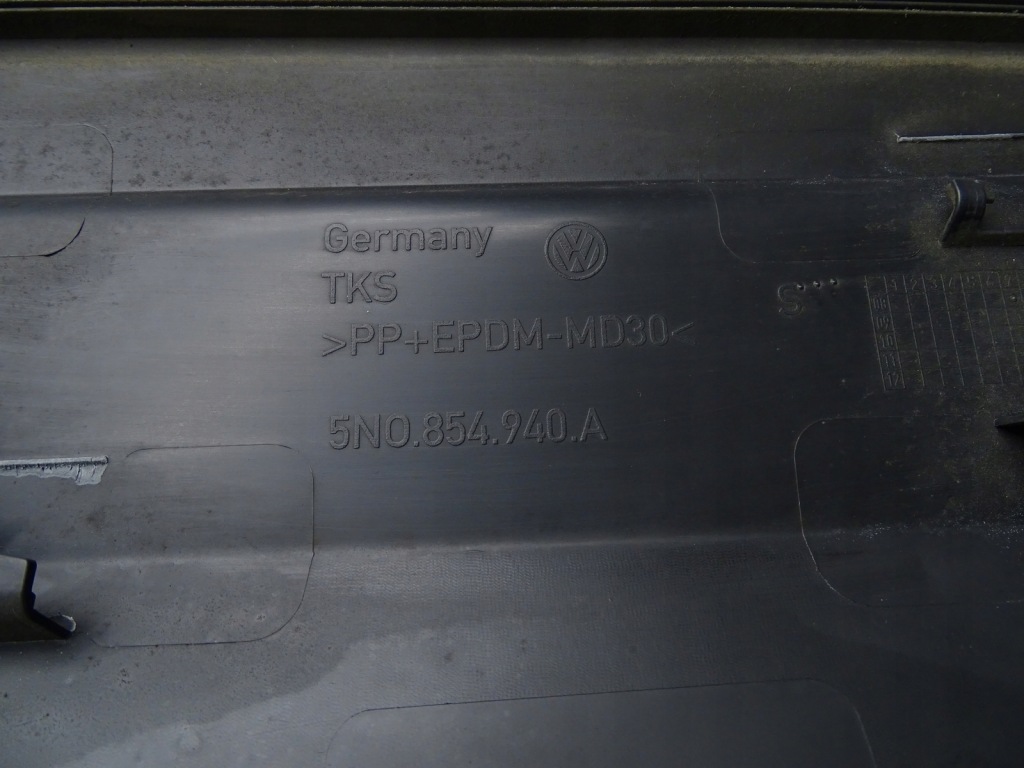 Germany
TKS
>PP+EPDM-MD30<
5N0.854.940.A
S